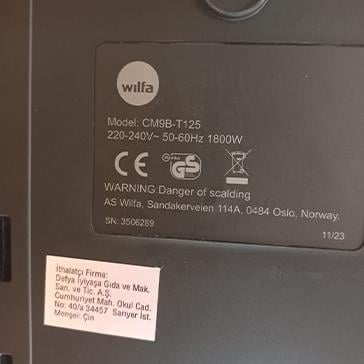 wilfa
Model: CM9B-T125
220-240V~ 50-60Hz 1800W
CE GS
WARNING:Danger of scalding
AS Wilfa, Sandakerveien 114A, 0484 Oslo, Norway.
SN: 3506289
11/23
İthalatçı Firma:
Defya İyiyaşa Gıda ve Mak.
San. ve Tic. A.Ş.
Cumhuriyet Mah. Okul Cad.
No: 40/a 34457 Sarıyer İst.
Menşei: Çin